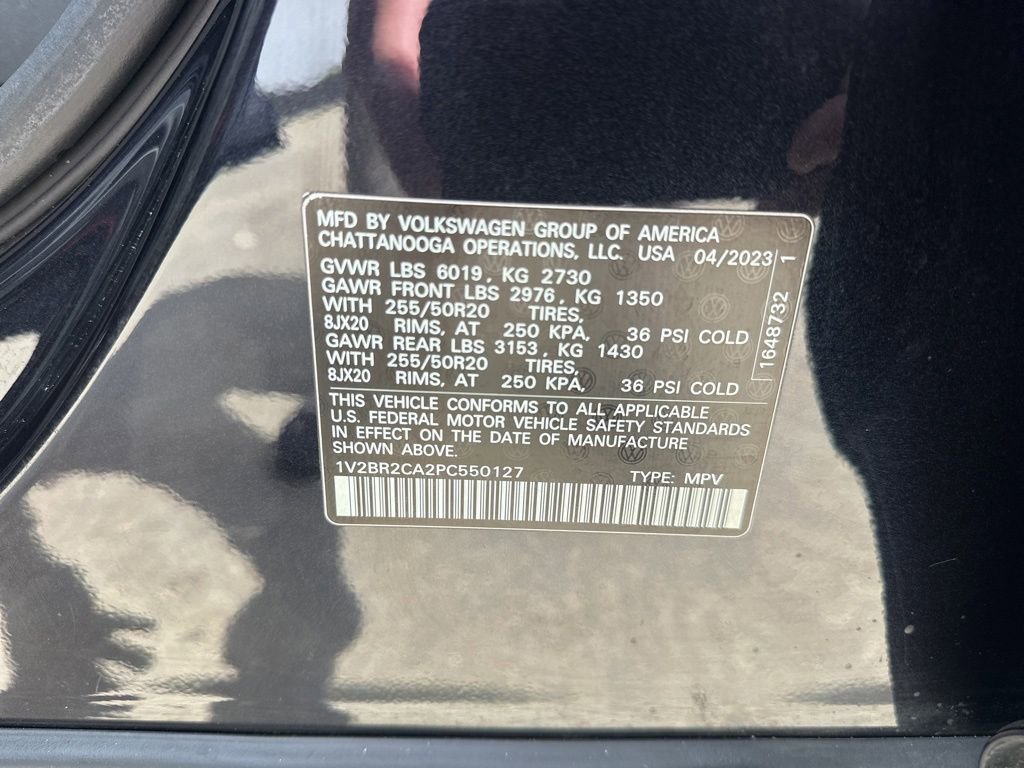 MFD BY VOLKSWAGEN GROUP OF AMERICA
CHATTANOOGA OPERATIONS, LLC. USA 04/2023
GVWR LBS 6019, KG 2730
GAWR FRONT LBS 2976, KG 1350
WITH 255/50R20 TIRES,
8JX20 RIMS, AT 250 KPA, 36 PSI COLD
GAWR REAR LBS 3153, KG 1430
WITH 255/50R20 TIRES,
8JX20 RIMS, AT 250 KPA, 36 PSI COLD
1648732 1
THIS VEHICLE CONFORMS TO ALL APPLICABLE
U.S. FEDERAL MOTOR VEHICLE SAFETY STANDARDS
IN EFFECT ON THE DATE OF MANUFACTURE
SHOWN ABOVE.
1V2BR2CA2PC550127 TYPE: MPV